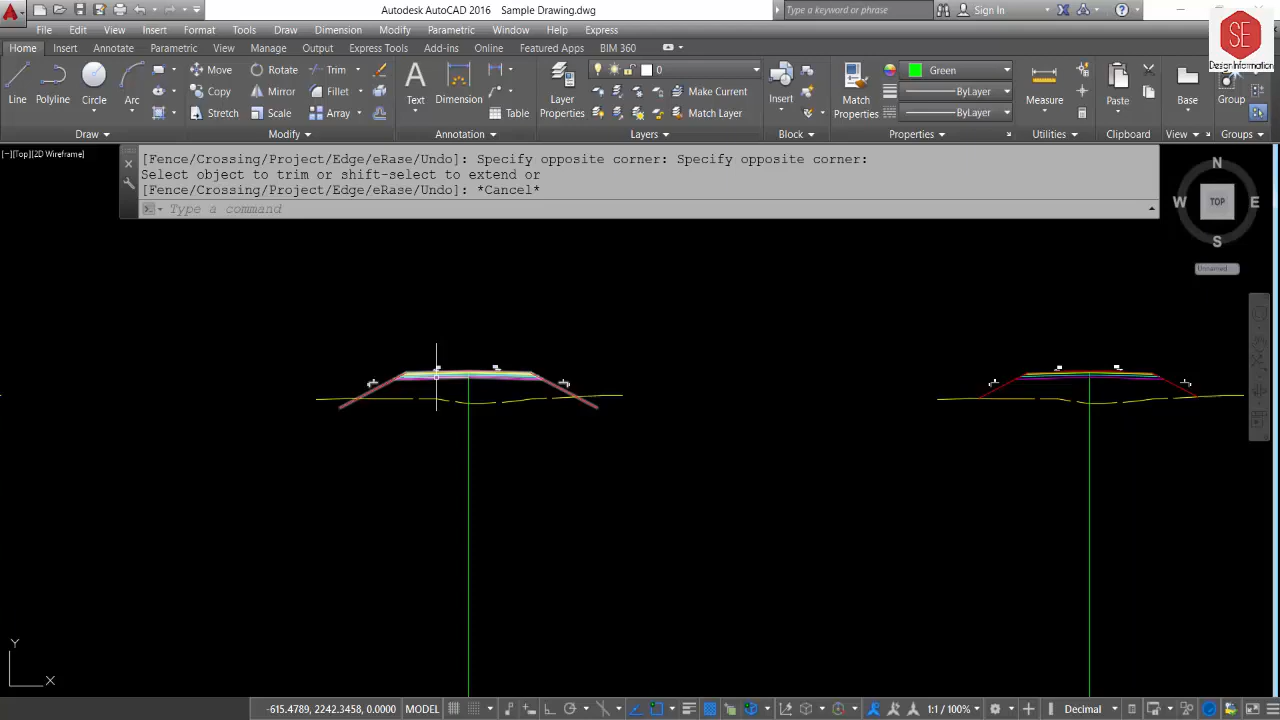 Autodesk AutoCAD 2016 Sample Drawing.dwg
Type a keyword or phrase
Sign In
SE
Design Information
File Edit View Insert Format Tools Draw Dimension Modify Parametric Window Help Express
Home Insert Annotate Parametric View Manage Output Express Tools Add-ins Online Featured Apps BIM 360
Line
Polyline
Circle
Arc
Move Rotate Trim
Copy Mirror Fillet
Stretch Scale Array
Text
Dimension
Table
Layer
Properties
0
Make Current
Match Layer
Insert
Match
Properties
Green
ByLayer
ByLayer
Measure
Paste
Base
Group
Draw Modify Annotation Layers Block Properties Utilities Clipboard View Groups
[−][Top][2D Wireframe]
[Fence/Crossing/Project/Edge/eRase/Undo]: Specify opposite corner: Specify opposite corner:
Select object to trim or shift-select to extend or
[Fence/Crossing/Project/Edge/eRase/Undo]: *Cancel*
Type a command
N
W TOP E
S
Unnamed
Y
X
-615.4789, 2242.3458, 0.0000 MODEL 1:1 / 100% Decimal